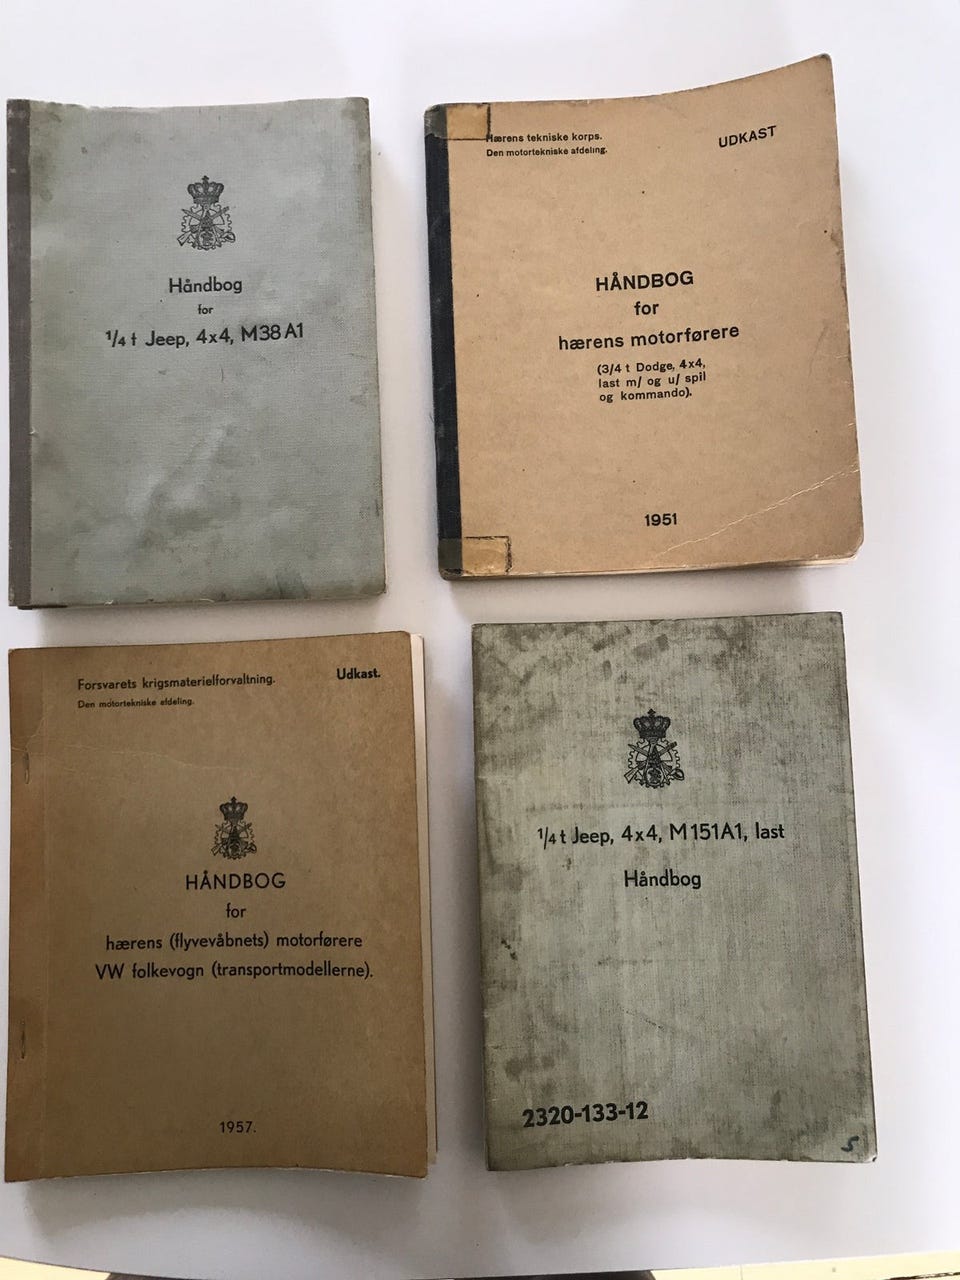 Håndbog
for
1/4 t Jeep, 4x4, M38A1
Hærens tekniske korps.
Den motortekniske afdeling.
UDKAST
HÅNDBOG
for
hærens motorførere
(3/4 t Dodge, 4x4,
last m/ og u/ spil
og kommando).
1951
Forsvarets krigsmaterielforvaltning.
Den motortekniske afdeling.
Udkast.
HÅNDBOG
for
hærens (flyvevåbnets) motorførere
VW folkevogn (transportmodellerne).
1957.
1/4 t Jeep, 4x4, M151A1, last
Håndbog
2320-133-12
5